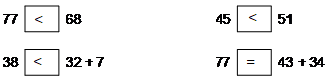 77 < 68 45 < 51
38 < 32 + 7 77 = 43 + 34